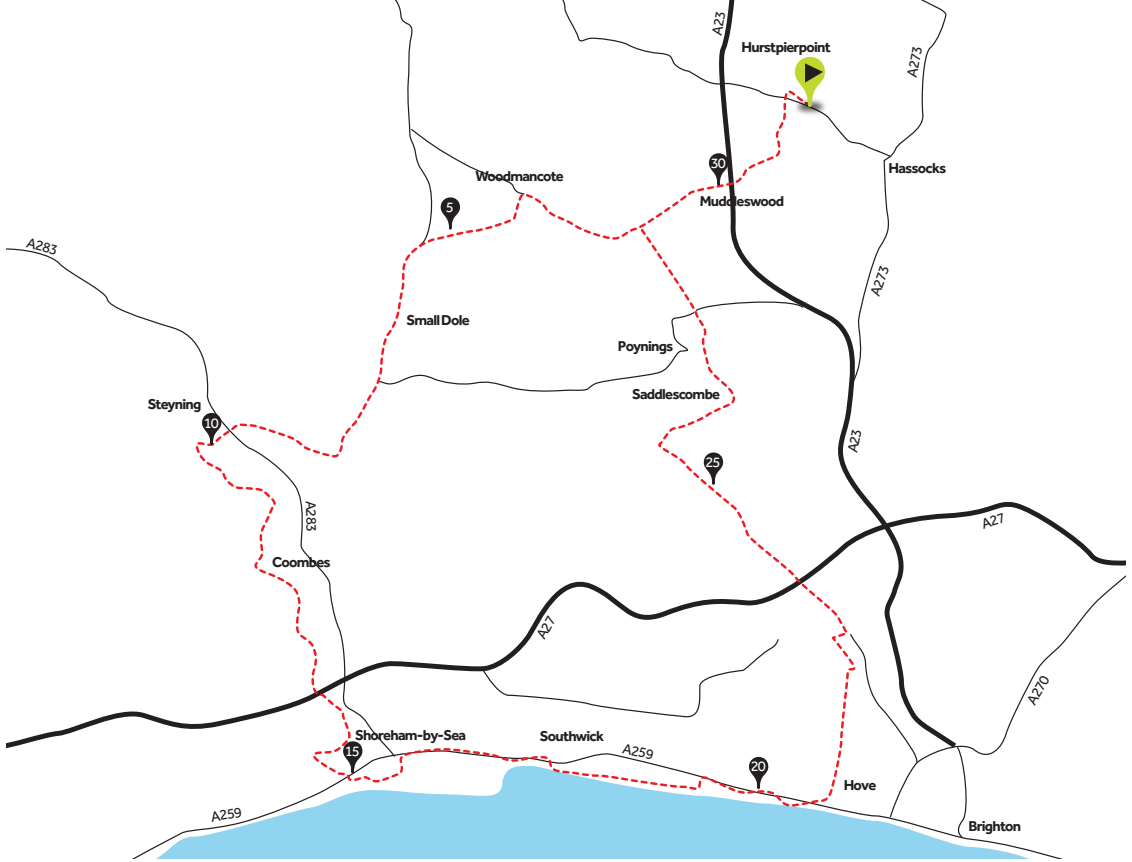 A23
Hurstpierpoint
A273
30
Hassocks
Woodmancote
Muddleswood
5
A283
A273
Small Dole
Poynings
Saddlescombe
Steyning
10
A23
25
A283
A27
Coombes
A27
A270
Shoreham-by-Sea
Southwick
15
A259
20
Hove
A259
Brighton